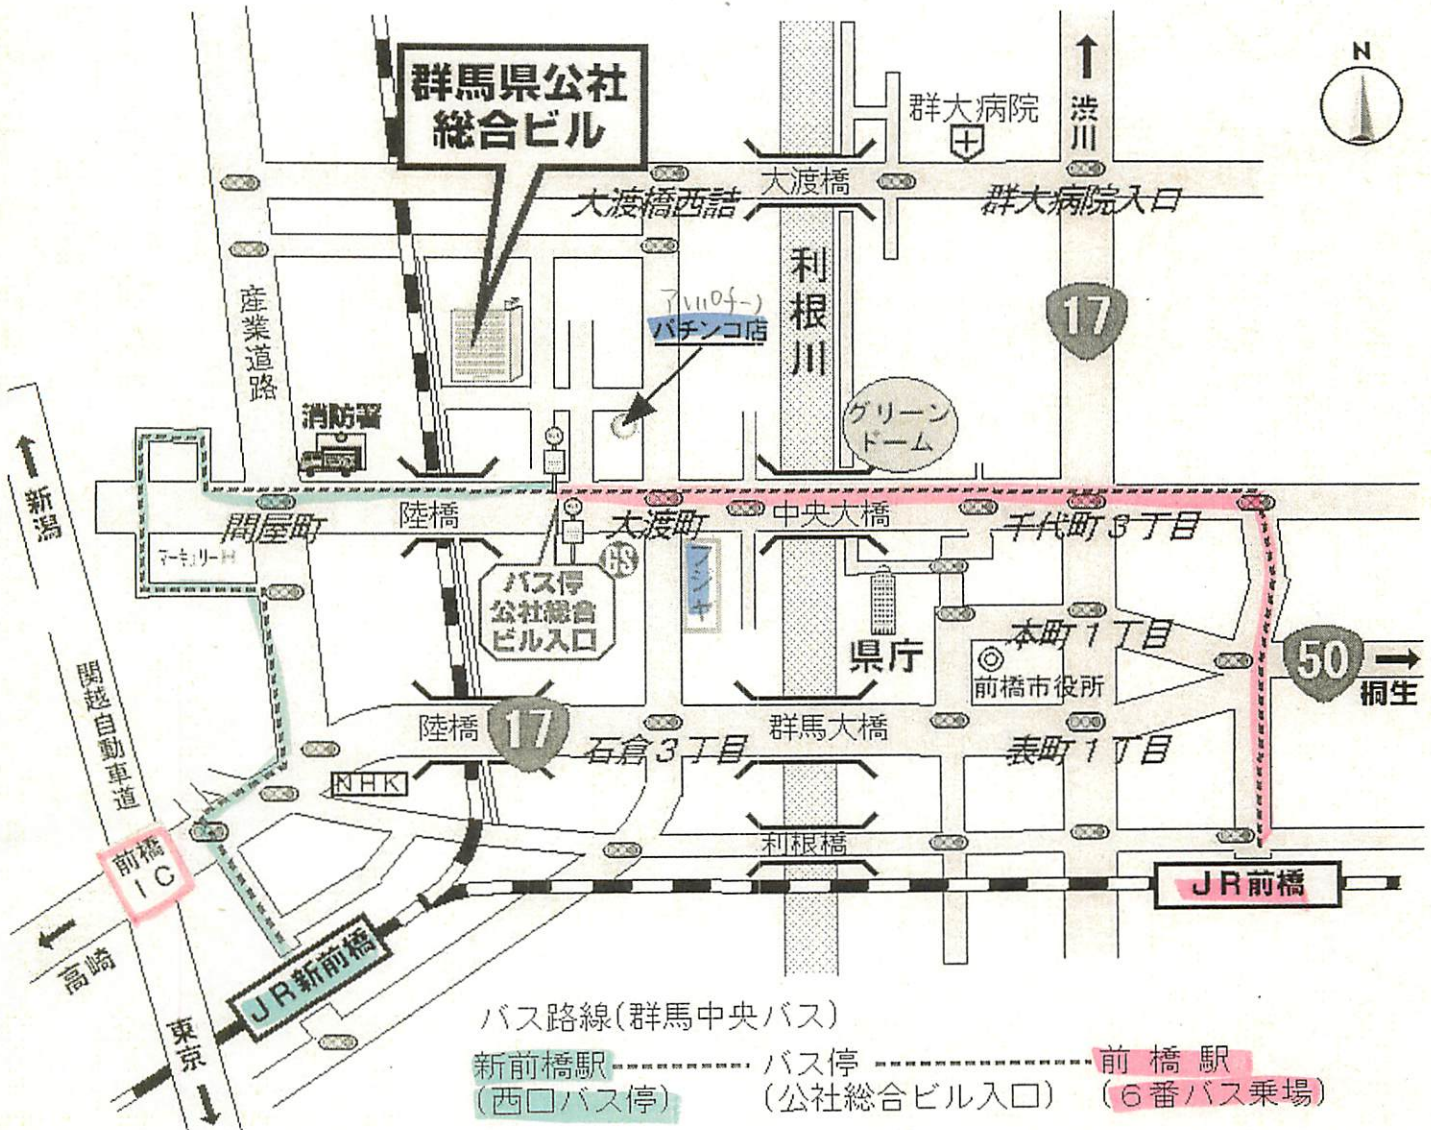 群馬県公社
総合ビル
N
群大病院
渋川
大渡橋
大渡橋西詰
群大病院入口
産業道路
利根川
17
パチンコ店
グリーン
ドーム
消防署
新潟
問屋町
陸橋
大渡町
中央大橋
千代町3丁目
マーキュリーH
GS
フジヤ
バス停
公社総合
ビル入口
県庁
本町1丁目
前橋市役所
50
桐生
関越自動車道
陸橋
17
石倉3丁目
群馬大橋
表町1丁目
NHK
利根橋
前橋
IC
JR前橋
高崎
JR新前橋
東京
バス路線(群馬中央バス)
新前橋駅 バス停 前橋駅
(西口バス停) (公社総合ビル入口) (6番バス乗場)